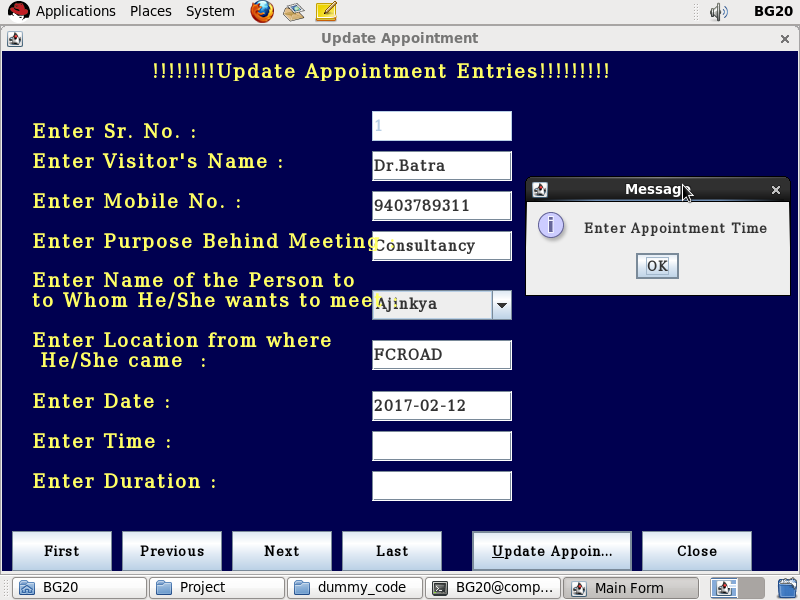 Applications Places System BG20
Update Appointment
!!!!!!!!Update Appointment Entries!!!!!!!!!
Enter Sr. No. : 1
Enter Visitor's Name : Dr.Batra
Enter Mobile No. : 9403789311
Enter Purpose Behind Meeting Consultancy
Enter Name of the Person to
to Whom He/She wants to meet Ajinkya
Enter Location from where
He/She came : FCROAD
Enter Date : 2017-02-12
Enter Time :
Enter Duration :
Message
Enter Appointment Time
OK
First Previous Next Last Update Appoin... Close
BG20 Project dummy_code BG20@comp... Main Form